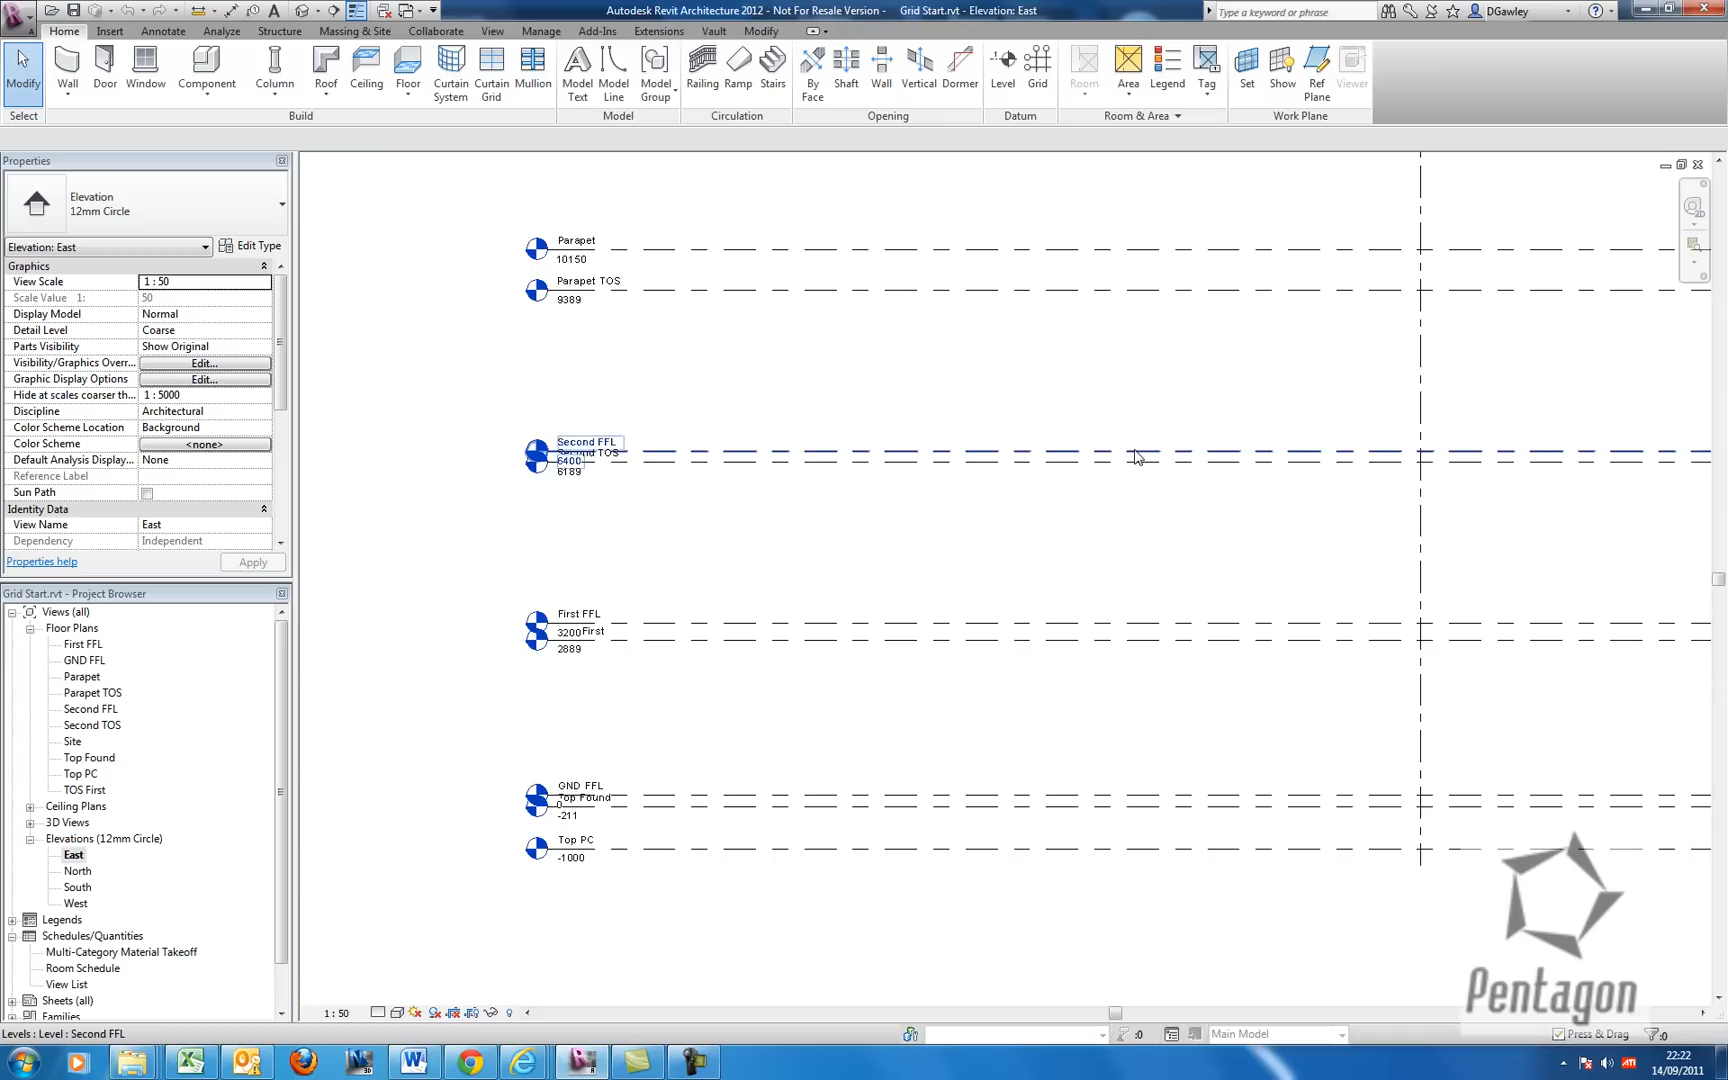 Autodesk Revit Architecture 2012 - Not For Resale Version - Grid Start.rvt - Elevation: East
Type a keyword or phrase
DGawley
Home Insert Annotate Analyze Structure Massing & Site Collaborate View Manage Add-Ins Extensions Vault Modify
Modify
Wall
Door
Window
Component
Column
Roof
Ceiling
Floor
Curtain System
Curtain Grid
Mullion
Model Text
Model Line
Model Group
Railing
Ramp
Stairs
By Face
Shaft
Wall
Vertical
Dormer
Level
Grid
Room
Area
Legend
Tag
Set
Show
Ref Plane
Viewer
Select
Build
Model
Circulation
Opening
Datum
Room & Area
Work Plane
Properties
Elevation
12mm Circle
Elevation: East
Edit Type
Graphics
View Scale 1 : 50
Scale Value 1: 50
Display Model Normal
Detail Level Coarse
Parts Visibility Show Original
Visibility/Graphics Overr... Edit...
Graphic Display Options Edit...
Hide at scales coarser th... 1 : 5000
Discipline Architectural
Color Scheme Location Background
Color Scheme <none>
Default Analysis Display... None
Reference Label
Sun Path
Identity Data
View Name East
Dependency Independent
Properties help
Apply
Grid Start.rvt - Project Browser
Views (all)
Floor Plans
First FFL
GND FFL
Parapet
Parapet TOS
Second FFL
Second TOS
Site
Top Found
Top PC
TOS First
Ceiling Plans
3D Views
Elevations (12mm Circle)
East
North
South
West
Legends
Schedules/Quantities
Multi-Category Material Takeoff
Room Schedule
View List
Sheets (all)
Families
Parapet
10150
Parapet TOS
9389
Second FFL
Second TOS
6400
6189
First FFL
3200 First
2889
GND FFL
Top Found
0
-211
Top PC
-1000
2D
Pentagon
1 : 50
Levels : Level : Second FFL
:0
Main Model
Press & Drag
:0
22:22
14/09/2011